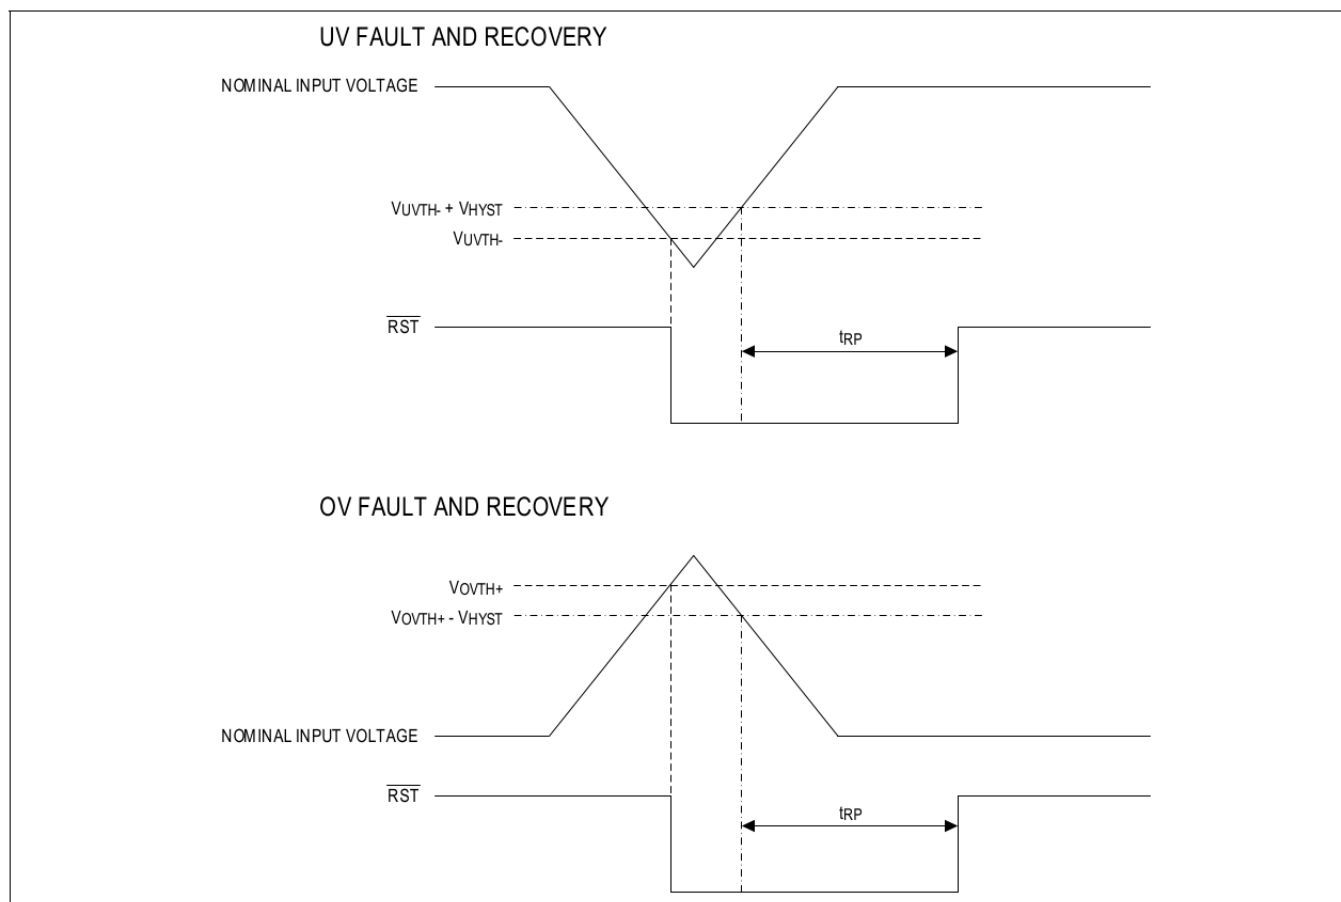 UV FAULT AND RECOVERY
NOMINAL INPUT VOLTAGE
VUVTH- + VHYST
VUVTH-
RST
tRP
OV FAULT AND RECOVERY
VOVTH+
VOVTH+ - VHYST
NOMINAL INPUT VOLTAGE
RST
tRP